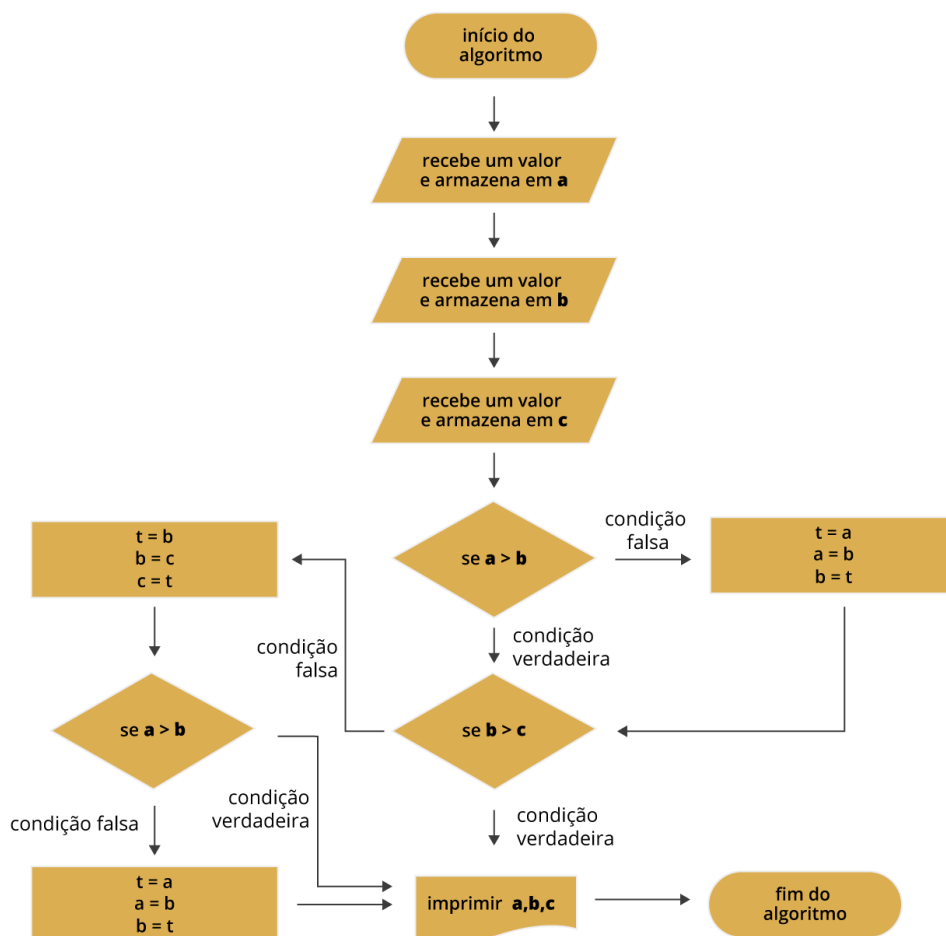 início do
algoritmo
recebe um valor
e armazena em a
recebe um valor
e armazena em b
recebe um valor
e armazena em c
se a > b
condição
falsa
t = a
a = b
b = t
condição
verdadeira
se b > c
condição
falsa
t = b
b = c
c = t
se a > b
condição
verdadeira
condição falsa
t = a
a = b
b = t
condição
verdadeira
imprimir a,b,c
fim do
algoritmo